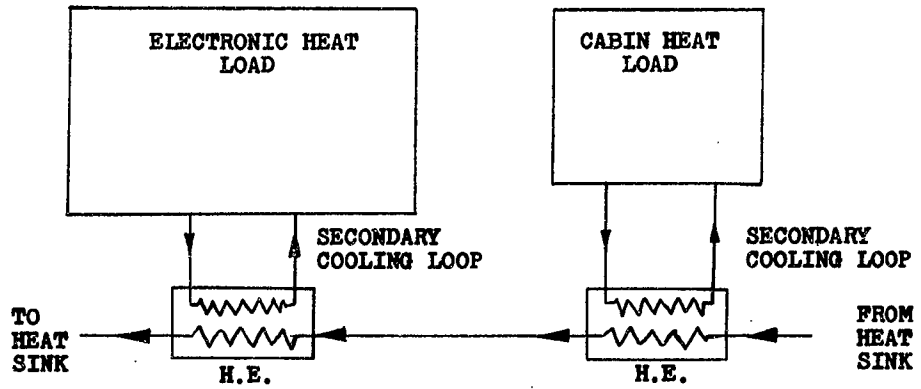 ELECTRONIC HEAT
LOAD
CABIN HEAT
LOAD
SECONDARY
COOLING LOOP
SECONDARY
COOLING LOOP
TO
HEAT
SINK
FROM
HEAT
SINK
H.E.
H.E.